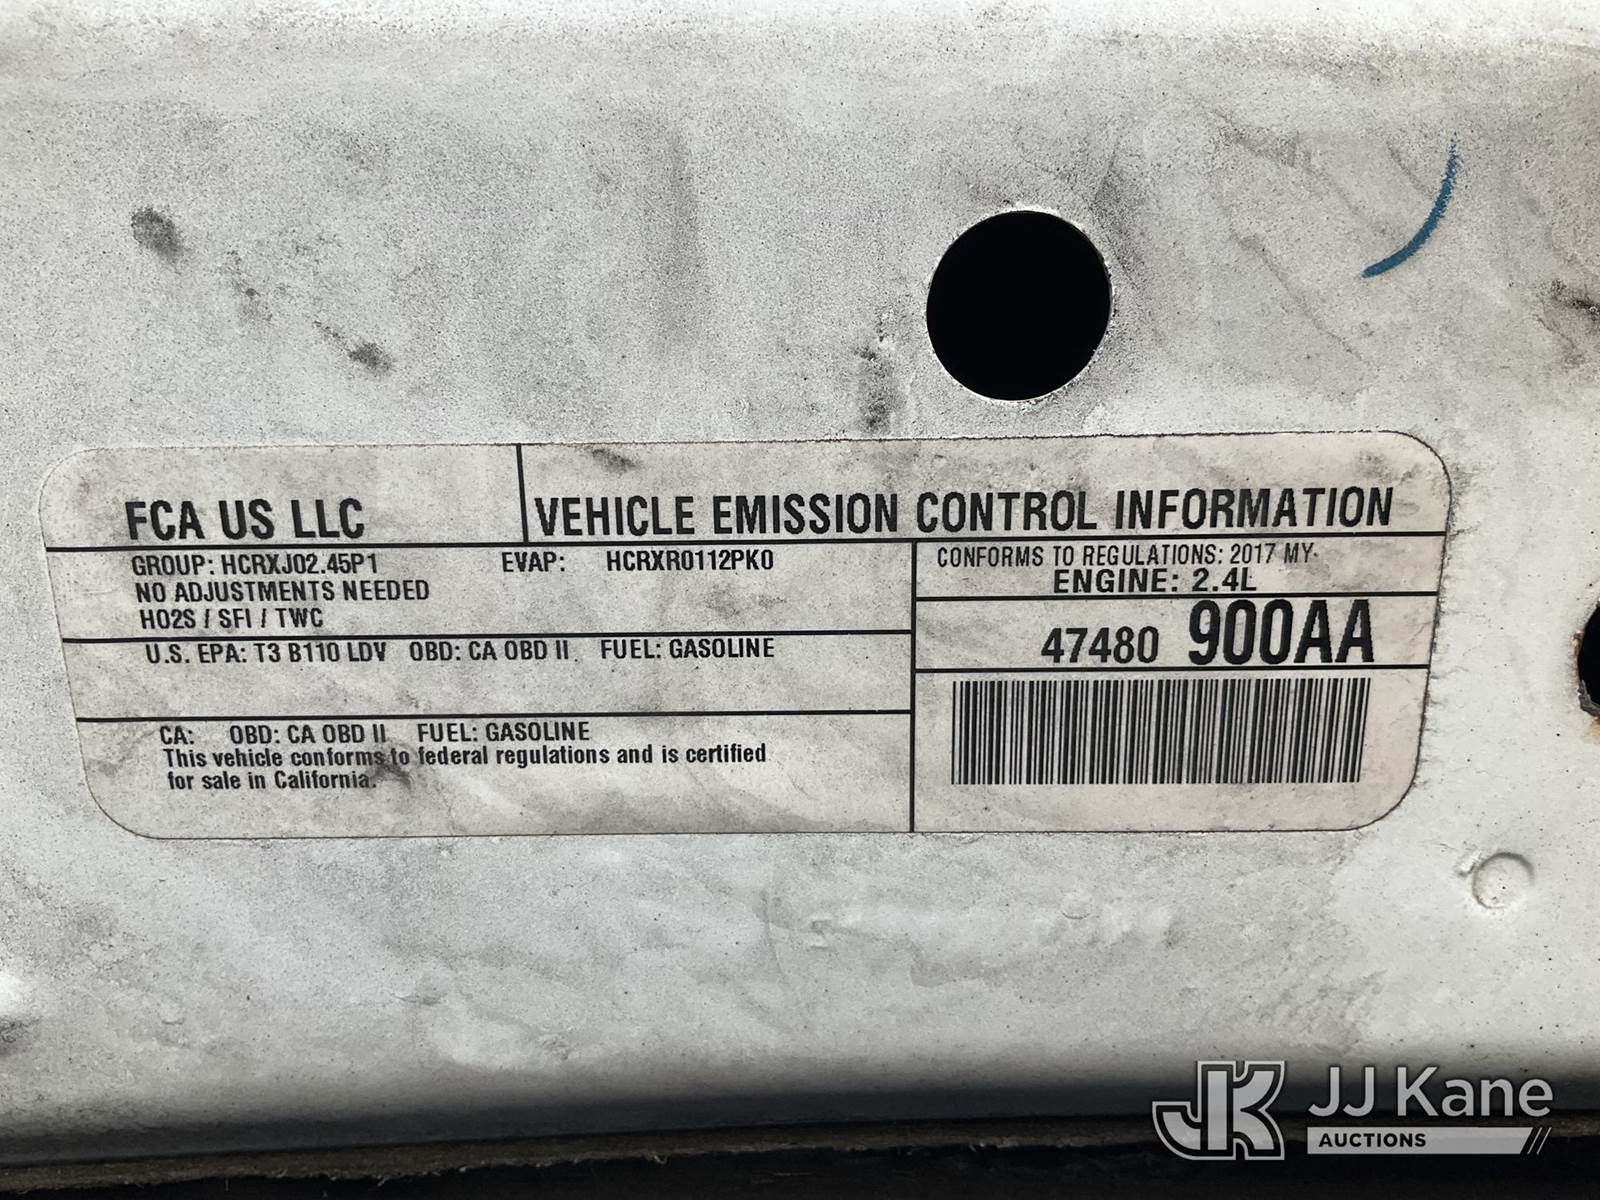 FCA US LLC
VEHICLE EMISSION CONTROL INFORMATION
GROUP: HCRXJ02.45P1 EVAP: HCRXR0112PK0
NO ADJUSTMENTS NEEDED
HO2S / SFI / TWC
U.S. EPA: T3 B110 LDV OBD: CA OBD II FUEL: GASOLINE
CA: OBD: CA OBD II FUEL: GASOLINE
This vehicle conforms to federal regulations and is certified
for sale in California.
CONFORMS TO REGULATIONS: 2017 MY
ENGINE: 2.4L
47480 900AA
JK JJ Kane
AUCTIONS